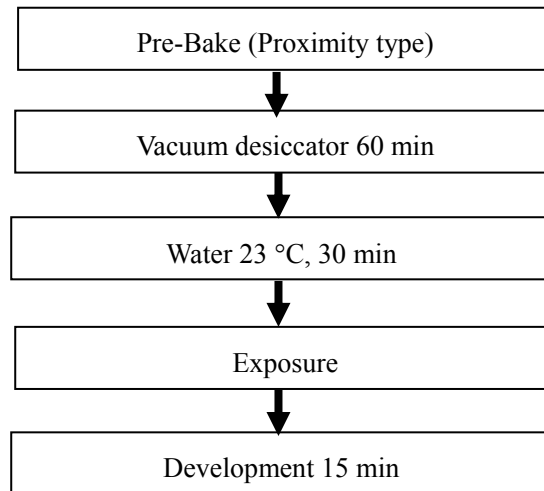 Pre-Bake (Proximity type)
Vacuum desiccator 60 min
Water 23 °C, 30 min
Exposure
Development 15 min